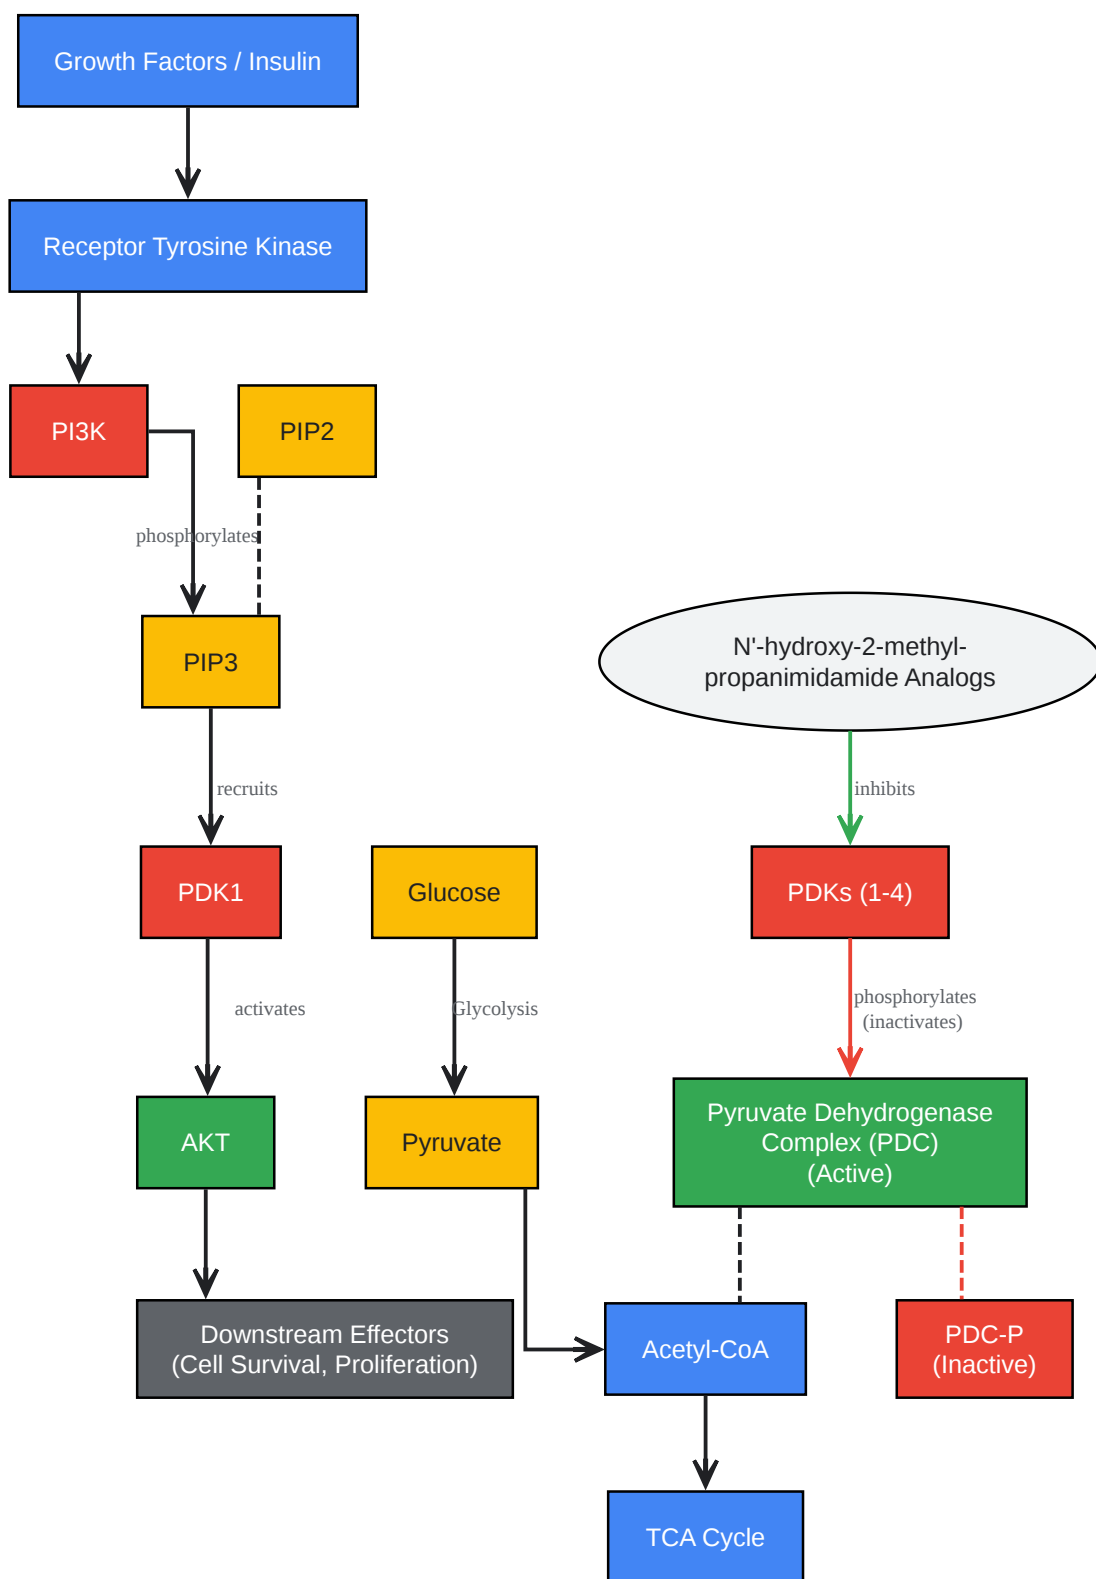 Growth Factors / Insulin
Receptor Tyrosine Kinase
PI3K
PIP2
phosphorylates
PIP3
N'-hydroxy-2-methyl-
propanimidamide Analogs
recruits
inhibits
PDK1
Glucose
PDKs (1-4)
activates
Glycolysis
phosphorylates
(inactivates)
AKT
Pyruvate
Pyruvate Dehydrogenase
Complex (PDC)
(Active)
Downstream Effectors
(Cell Survival, Proliferation)
Acetyl-CoA
PDC-P
(Inactive)
TCA Cycle